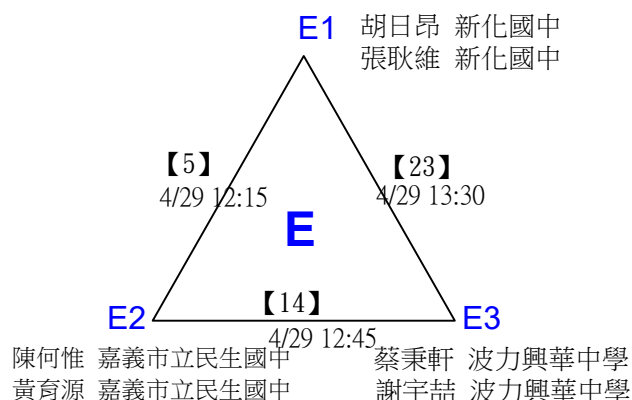 E1
胡日昂 新化國中
張耿維 新化國中
【5】
4/29 12:15
【23】
4/29 13:30
E
E2
【14】
4/29 12:45
E3
陳何惟 嘉義市立民生國中
黃育源 嘉義市立民生國中
蔡秉軒 波力興華中學
謝宇喆 波力興華中學